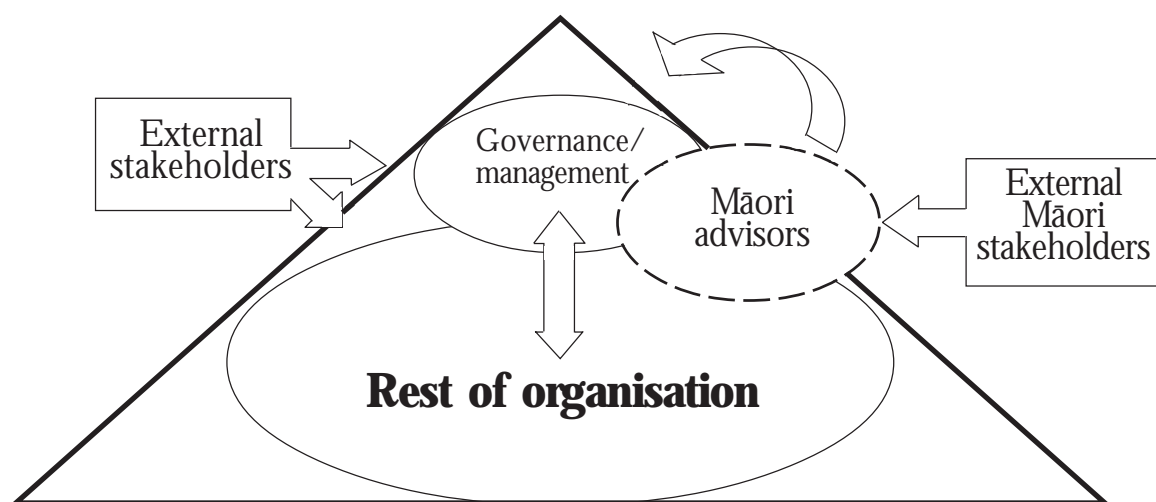 External
stakeholders
Governance/
management
Māori
advisors
External
Māori
stakeholders
Rest of organisation